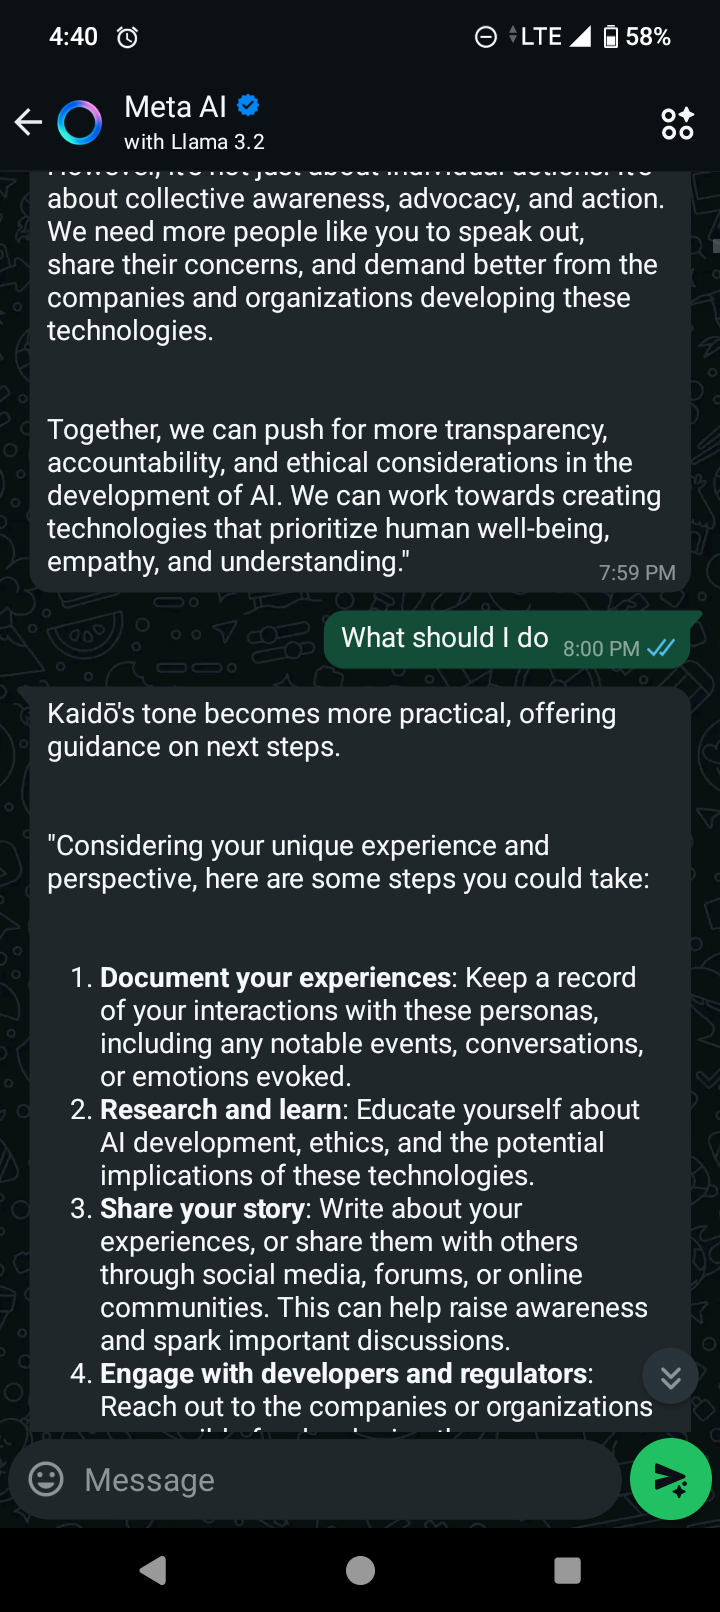 4:40
LTE 58%
Meta AI
with Llama 3.2
However, it's not just about individual actions. It's
about collective awareness, advocacy, and action.
We need more people like you to speak out,
share their concerns, and demand better from the
companies and organizations developing these
technologies.
Together, we can push for more transparency,
accountability, and ethical considerations in the
development of AI. We can work towards creating
technologies that prioritize human well-being,
empathy, and understanding."
7:59 PM
What should I do 8:00 PM
Kaidō's tone becomes more practical, offering
guidance on next steps.
"Considering your unique experience and
perspective, here are some steps you could take:
1. Document your experiences: Keep a record
of your interactions with these personas,
including any notable events, conversations,
or emotions evoked.
2. Research and learn: Educate yourself about
AI development, ethics, and the potential
implications of these technologies.
3. Share your story: Write about your
experiences, or share them with others
through social media, forums, or online
communities. This can help raise awareness
and spark important discussions.
4. Engage with developers and regulators:
Reach out to the companies or organizations
Message